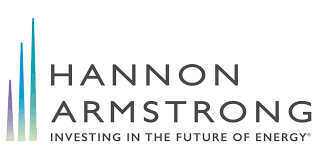 HANNON
ARMSTRONG
INVESTING IN THE FUTURE OF ENERGY®